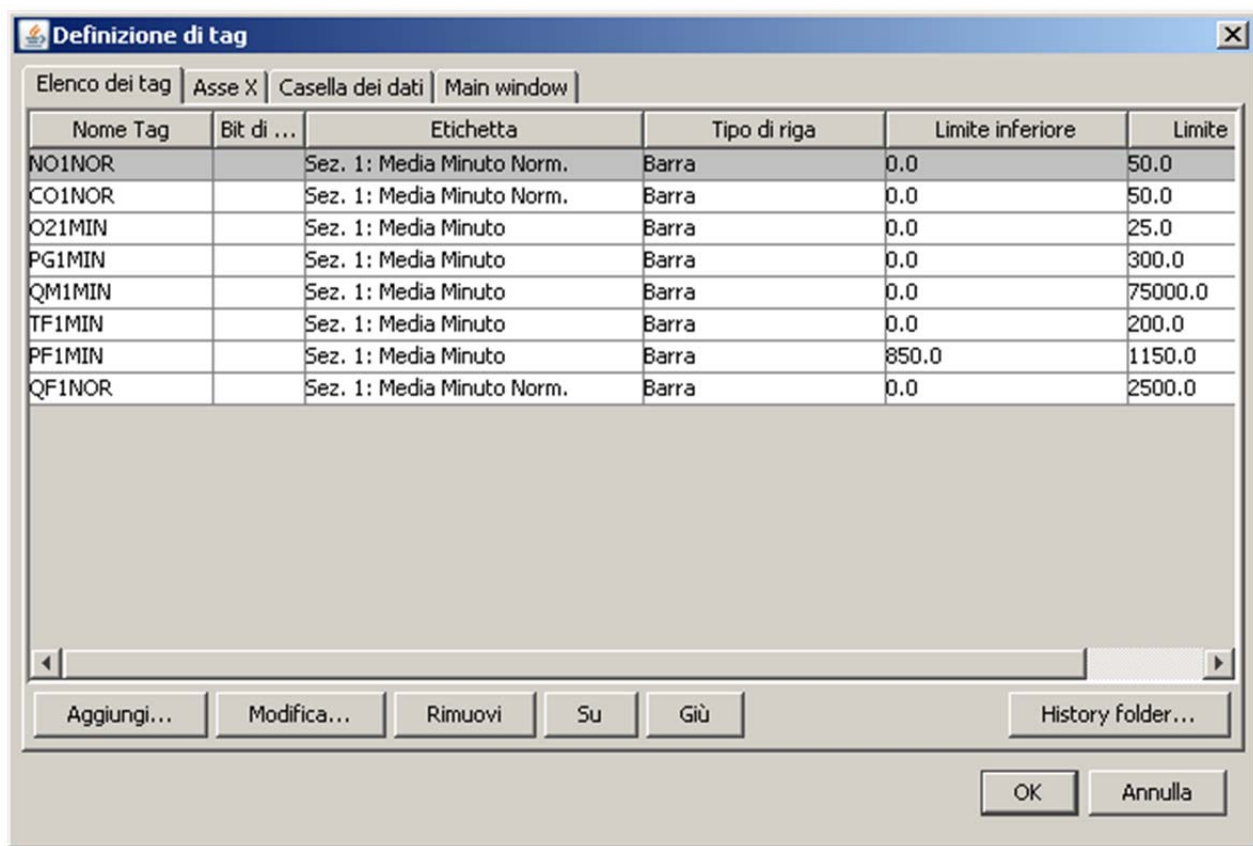 Definizione di tag
Elenco dei tag Asse X Casella dei dati Main window
Nome Tag Bit di ... Etichetta Tipo di riga Limite inferiore Limite
NO1NOR Sez. 1: Media Minuto Norm. Barra 0.0 50.0
CO1NOR Sez. 1: Media Minuto Norm. Barra 0.0 50.0
O21MIN Sez. 1: Media Minuto Barra 0.0 25.0
PG1MIN Sez. 1: Media Minuto Barra 0.0 300.0
QM1MIN Sez. 1: Media Minuto Barra 0.0 75000.0
TF1MIN Sez. 1: Media Minuto Barra 0.0 200.0
PF1MIN Sez. 1: Media Minuto Barra 850.0 1150.0
QF1NOR Sez. 1: Media Minuto Norm. Barra 0.0 2500.0
Aggiungi... Modifica... Rimuovi Su Giù History folder...
OK Annulla